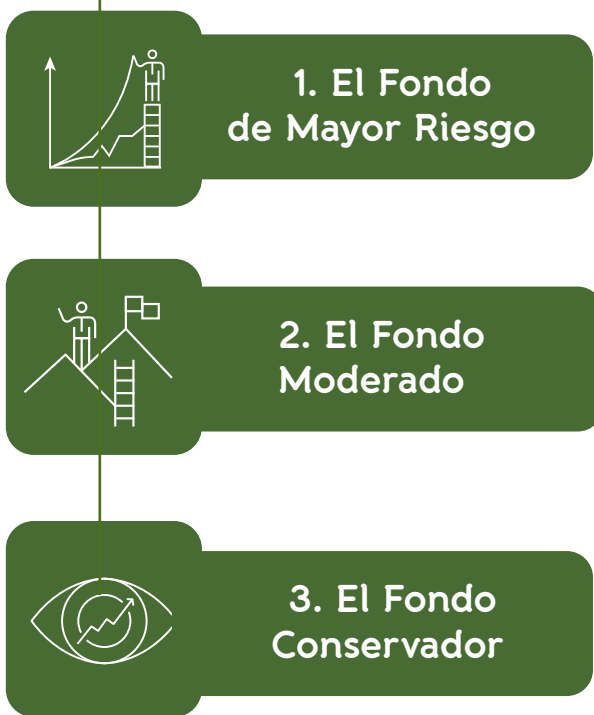 1. El Fondo
de Mayor Riesgo
2. El Fondo
Moderado
3. El Fondo
Conservador